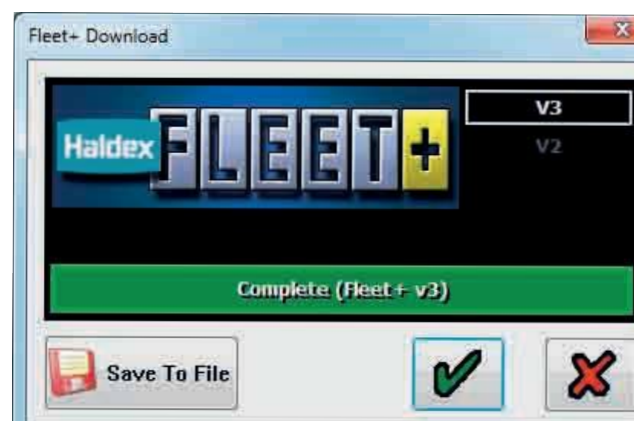 Fleet+ Download
Haldex FLEET+
V3
V2
Complete (Fleet+ v3)
Save To File